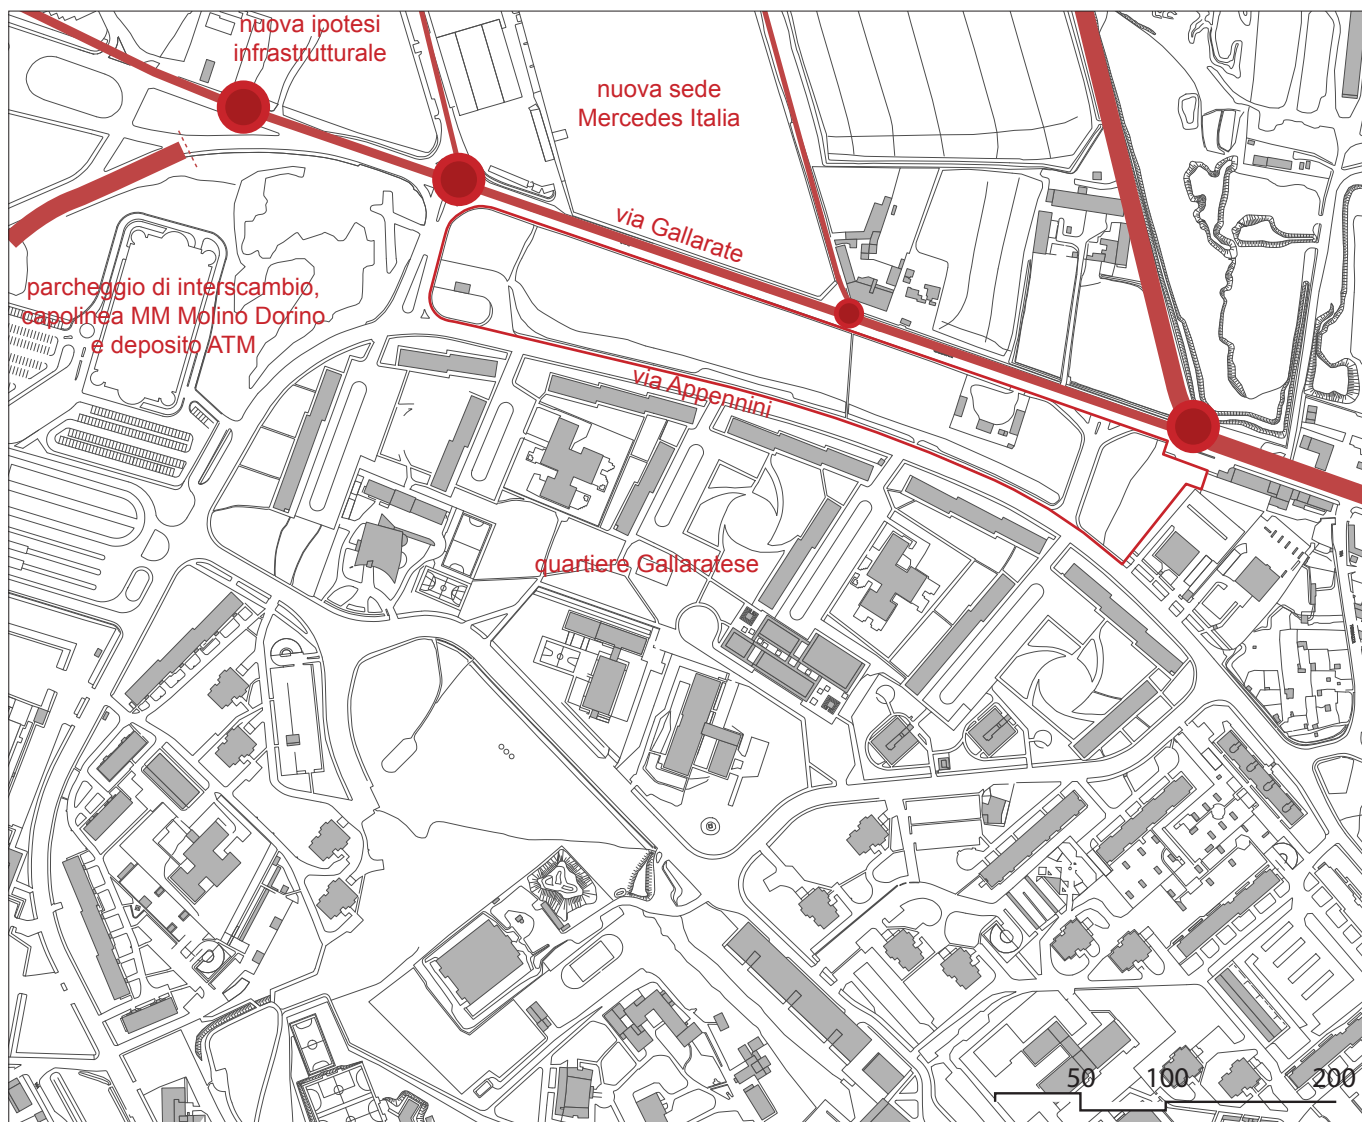 nuova ipotesi
infrastrutturale
nuova sede
Mercedes Italia
via Gallarate
parcheggio di interscambio,
capolinea MM Molino Dorino
e deposito ATM
via Appennini
quartiere Gallaratese
50 100 200